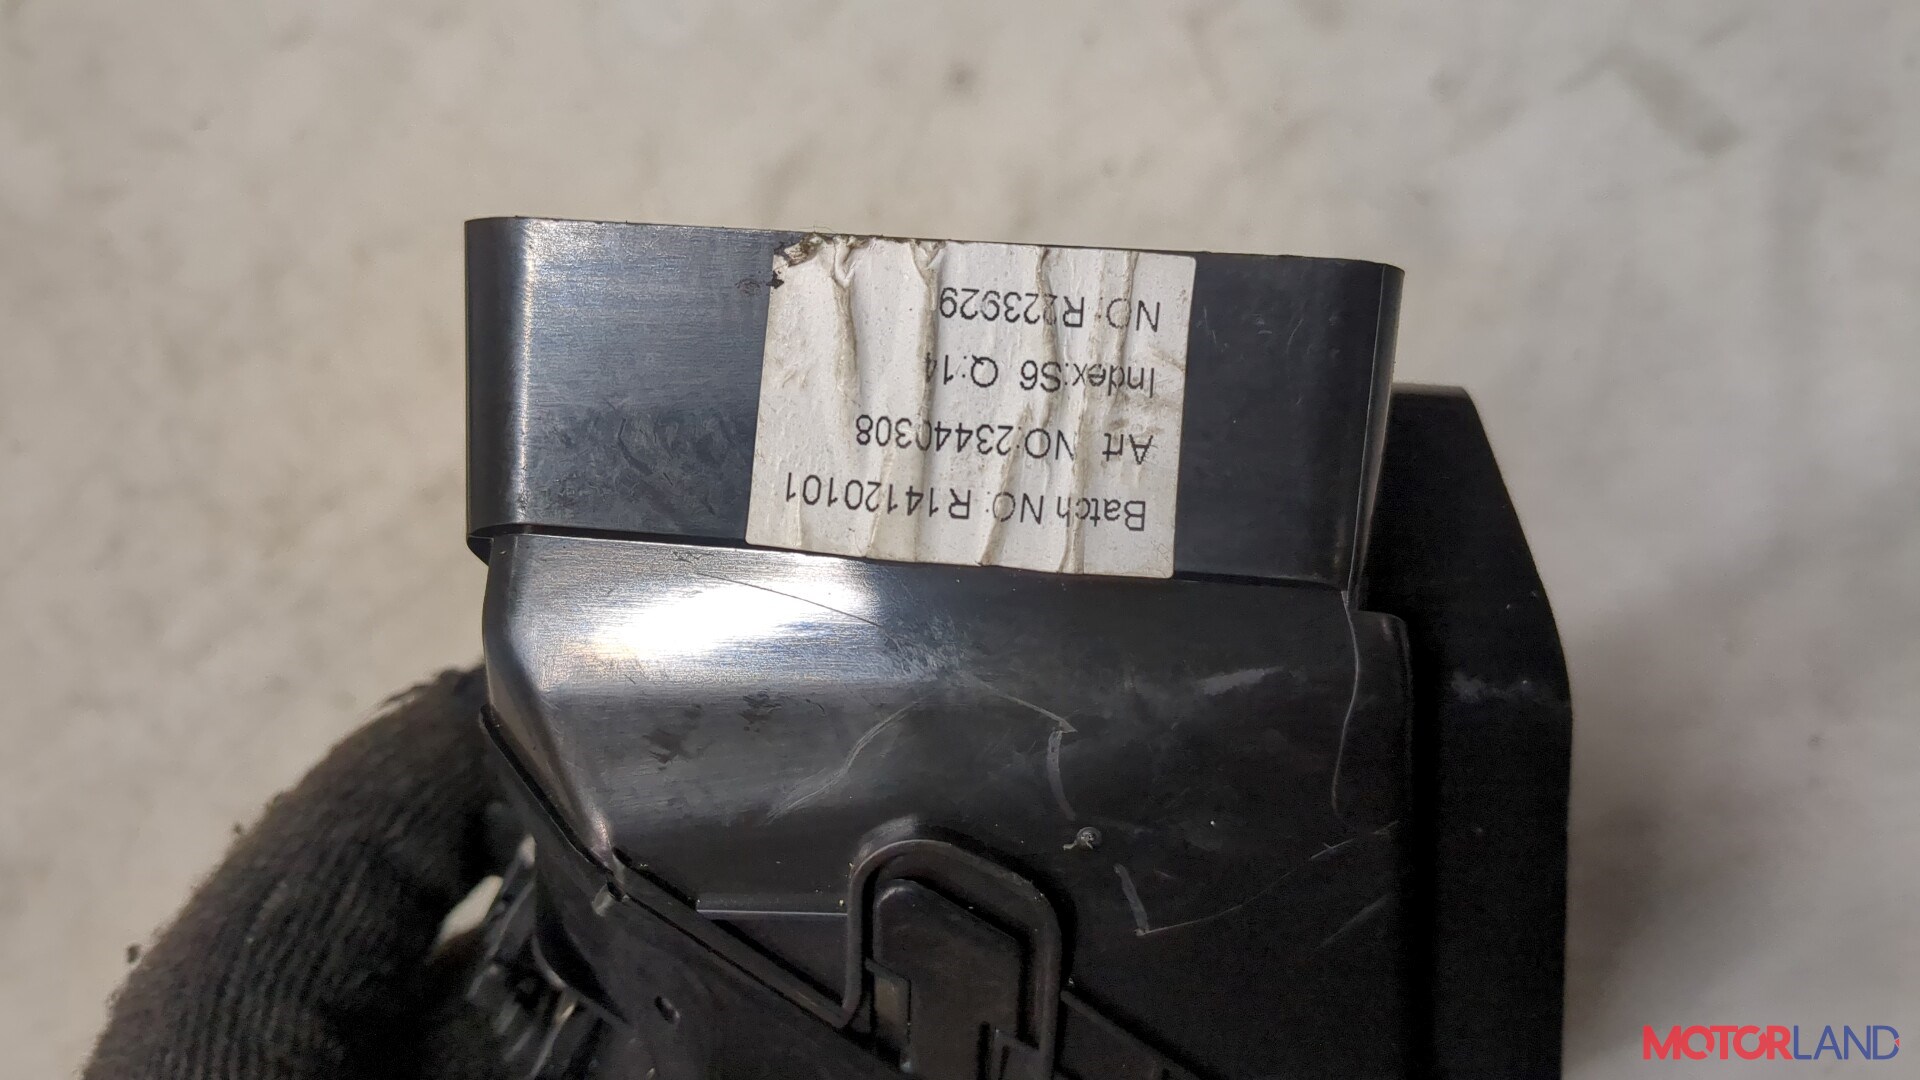 Batch NO: R14120101
Art NO:23440308
Index:S6 Q:14
NO: R223929
MOTORLAND